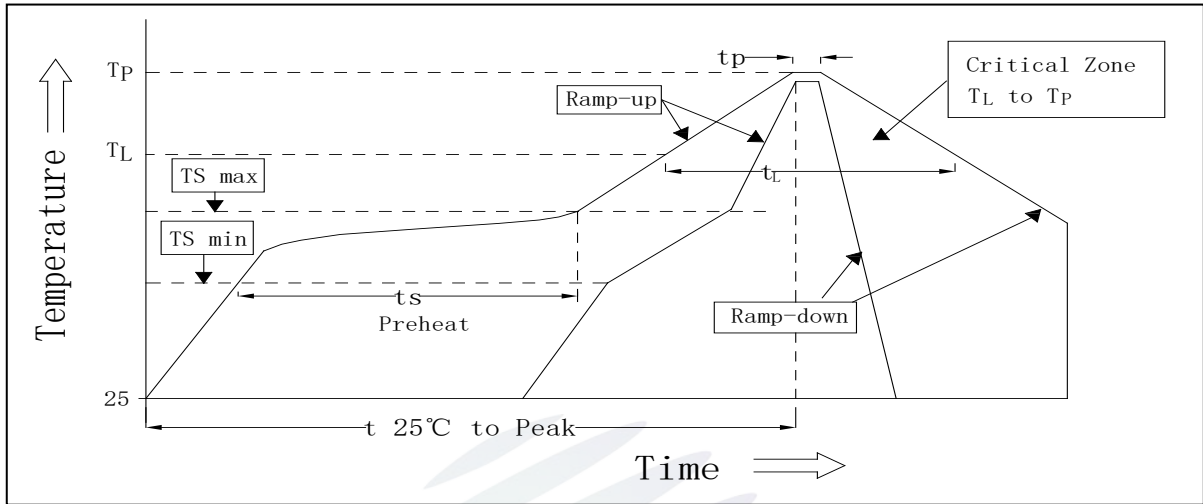 tp
TP
Critical Zone
TL to TP
Ramp-up
TL
TS max
tL
TS min
ts
Preheat
Ramp-down
25
t 25℃ to Peak
Temperature
Time